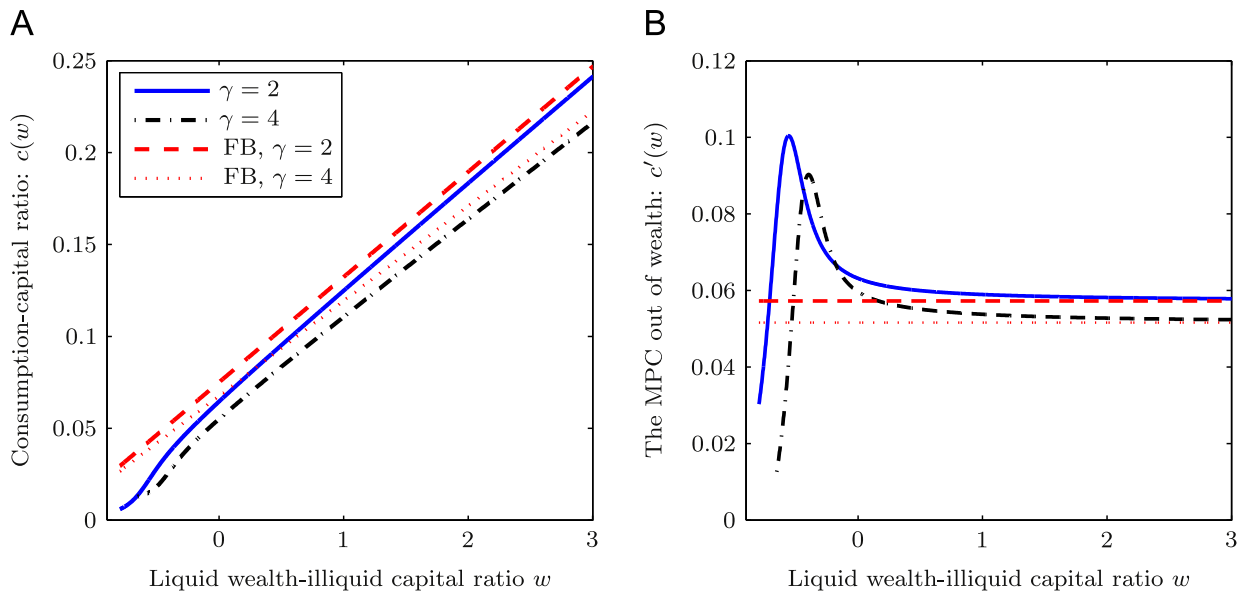 A
Consumption-capital ratio: c(w)
0.25
0.2
0.15
0.1
0.05
0
γ = 2
γ = 4
FB, γ = 2
FB, γ = 4
0 1 2 3
Liquid wealth-illiquid capital ratio w
B
The MPC out of wealth: c′(w)
0.12
0.1
0.08
0.06
0.04
0.02
0
0 1 2 3
Liquid wealth-illiquid capital ratio w